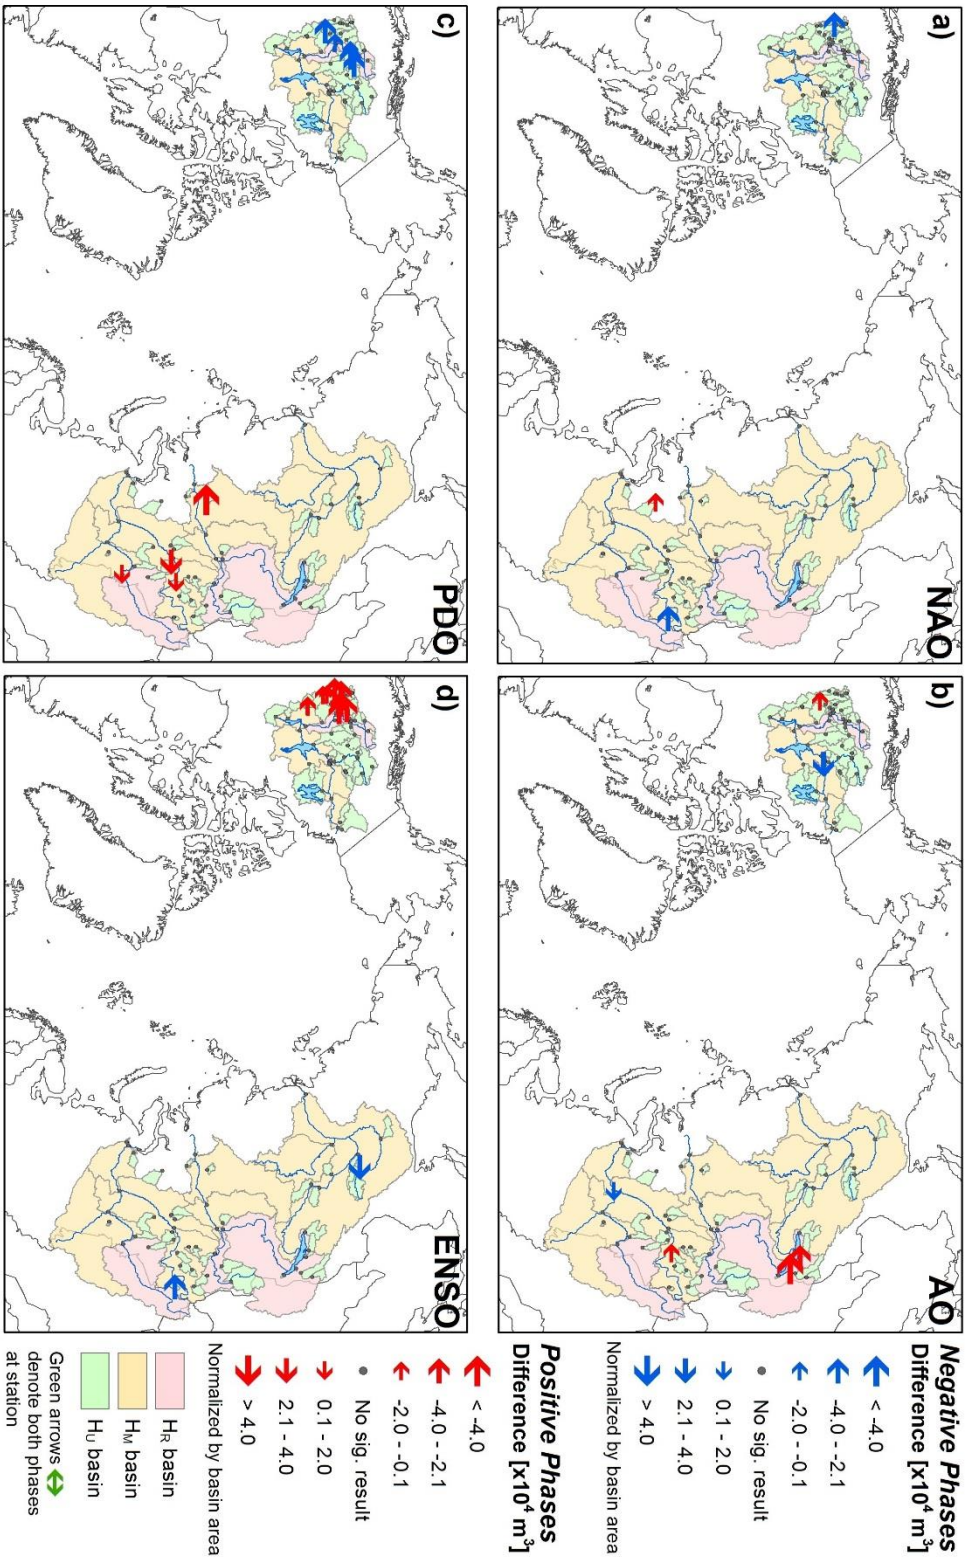 a)
NAO
b)
AO
c)
PDO
d)
ENSO
Negative Phases
Difference [x10⁴ m³]
< -4.0
-4.0 - -2.1
-2.0 - -0.1
No sig. result
0.1 - 2.0
2.1 - 4.0
> 4.0
Normalized by basin area
Positive Phases
Difference [x10⁴ m³]
< -4.0
-4.0 - -2.1
-2.0 - -0.1
No sig. result
0.1 - 2.0
2.1 - 4.0
> 4.0
Normalized by basin area
H_R basin
H_M basin
H_U basin
Green arrows
denote both phases
at station